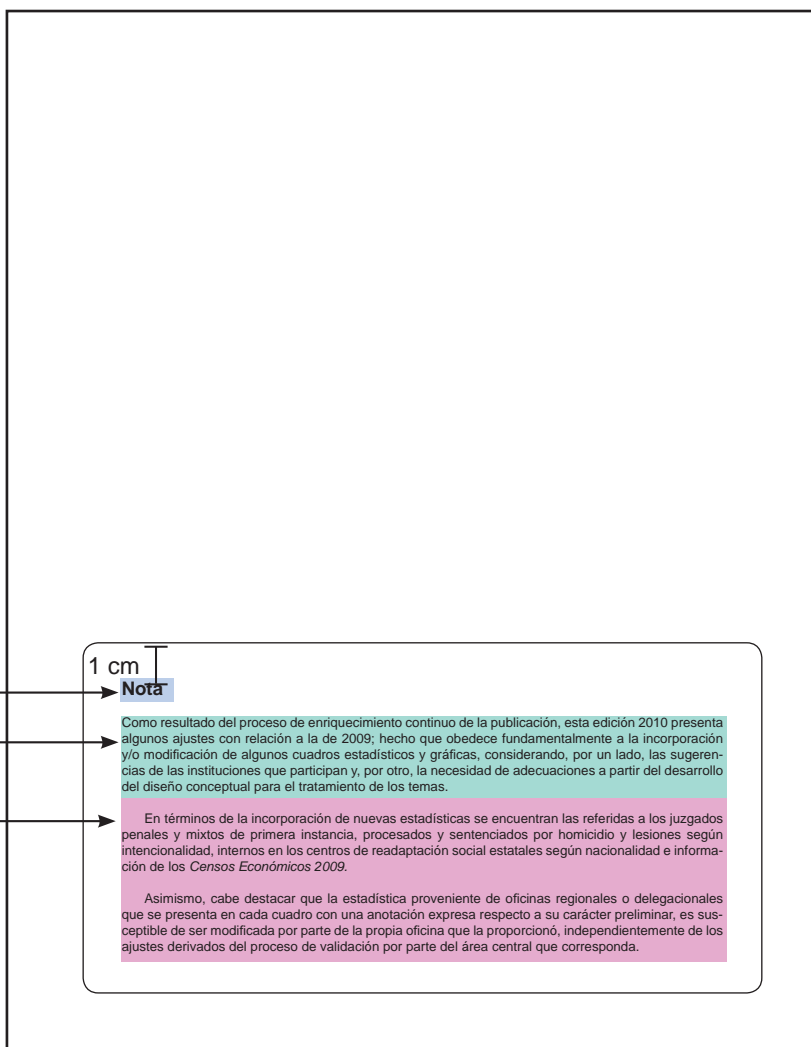 1 cm
Nota
Como resultado del proceso de enriquecimiento continuo de la publicación, esta edición 2010 presenta
algunos ajustes con relación a la de 2009; hecho que obedece fundamentalmente a la incorporación
y/o modificación de algunos cuadros estadísticos y gráficas, considerando, por un lado, las sugeren-
cias de las instituciones que participan y, por otro, la necesidad de adecuaciones a partir del desarrollo
del diseño conceptual para el tratamiento de los temas.
En términos de la incorporación de nuevas estadísticas se encuentran las referidas a los juzgados
penales y mixtos de primera instancia, procesados y sentenciados por homicidio y lesiones según
intencionalidad, internos en los centros de readaptación social estatales según nacionalidad e informa-
ción de los Censos Económicos 2009.
Asimismo, cabe destacar que la estadística proveniente de oficinas regionales o delegacionales
que se presenta en cada cuadro con una anotación expresa respecto a su carácter preliminar, es sus-
ceptible de ser modificada por parte de la propia oficina que la proporcionó, independientemente de los
ajustes derivados del proceso de validación por parte del área central que corresponda.